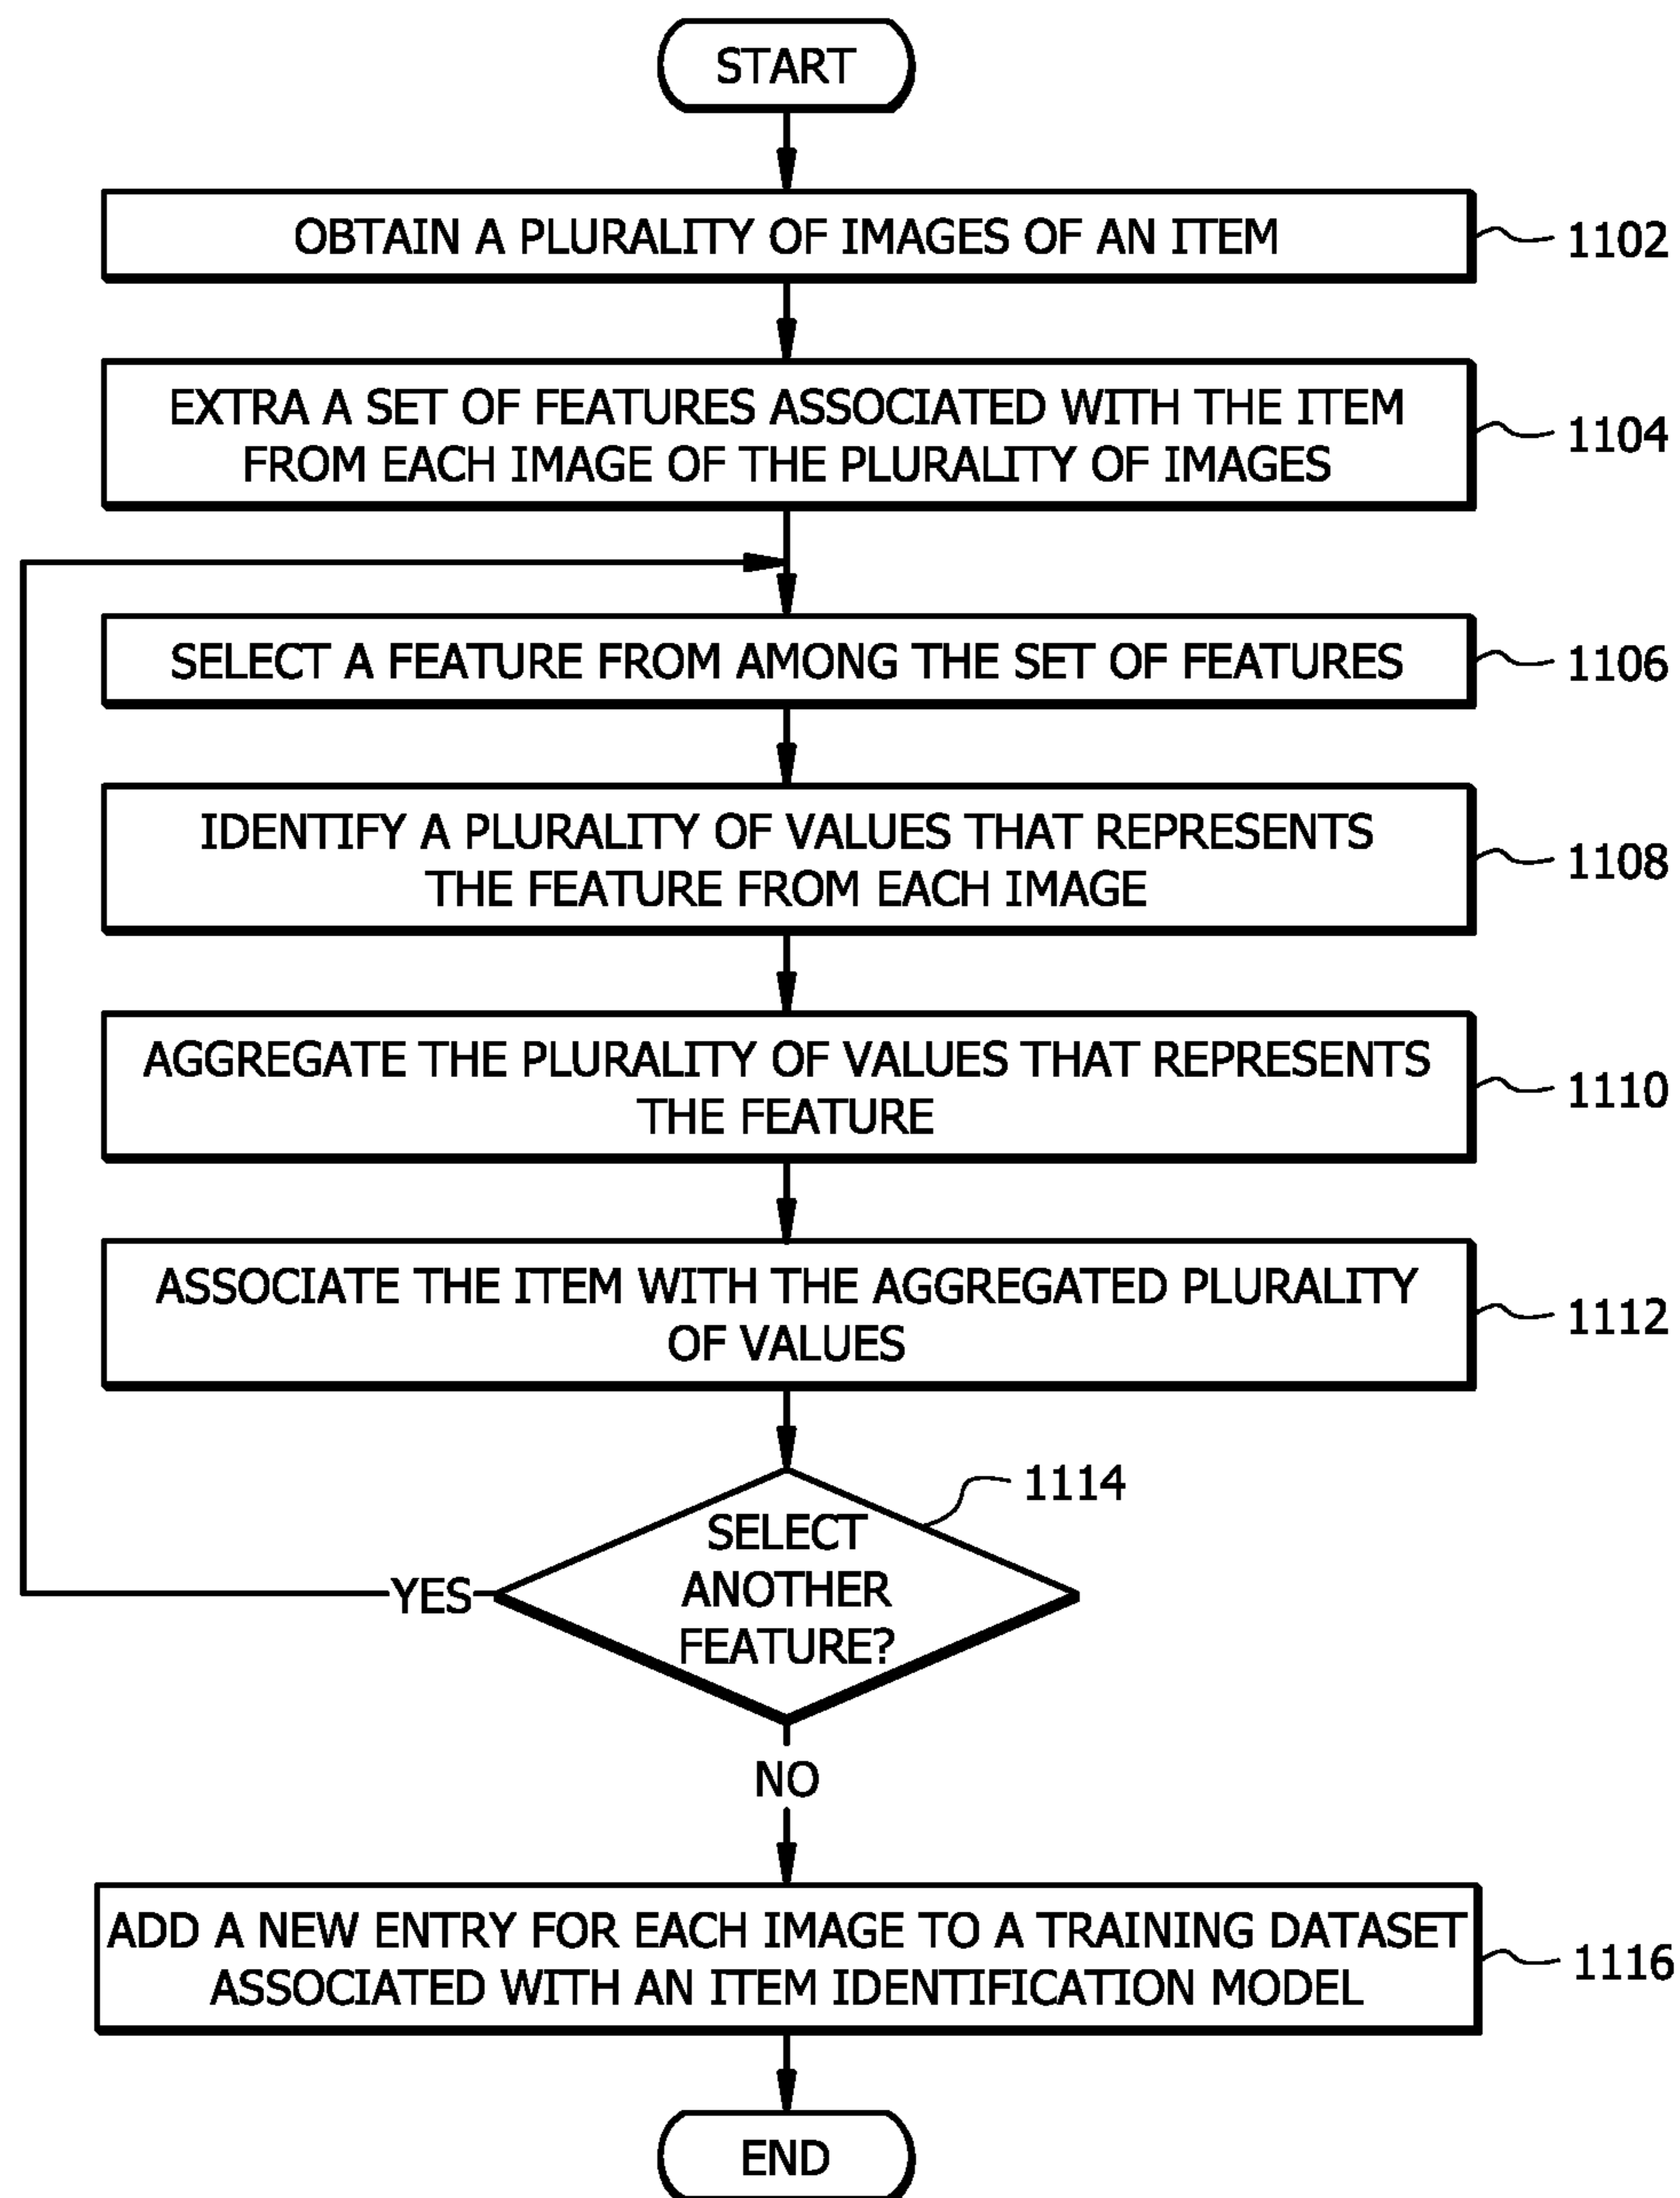 START
OBTAIN A PLURALITY OF IMAGES OF AN ITEM
1102
EXTRA A SET OF FEATURES ASSOCIATED WITH THE ITEM
FROM EACH IMAGE OF THE PLURALITY OF IMAGES
1104
SELECT A FEATURE FROM AMONG THE SET OF FEATURES
1106
IDENTIFY A PLURALITY OF VALUES THAT REPRESENTS
THE FEATURE FROM EACH IMAGE
1108
AGGREGATE THE PLURALITY OF VALUES THAT REPRESENTS
THE FEATURE
1110
ASSOCIATE THE ITEM WITH THE AGGREGATED PLURALITY
OF VALUES
1112
1114
SELECT
ANOTHER
FEATURE?
YES
NO
ADD A NEW ENTRY FOR EACH IMAGE TO A TRAINING DATASET
ASSOCIATED WITH AN ITEM IDENTIFICATION MODEL
1116
END